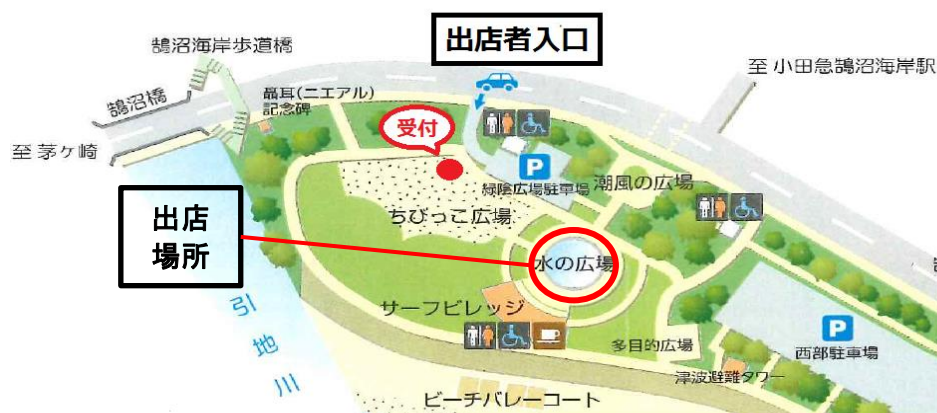 出店者入口
鵠沼海岸歩道橋
至 小田急鵠沼海岸駅
鵠沼橋
聶耳(ニエアル)
記念碑
受付
至 茅ヶ崎
P
緑陰広場駐車場
潮風の広場
出店
場所
ちびっこ広場
水の広場
引地川
サーフビレッジ
P
多目的広場
西部駐車場
津波避難タワー
ビーチバレーコート